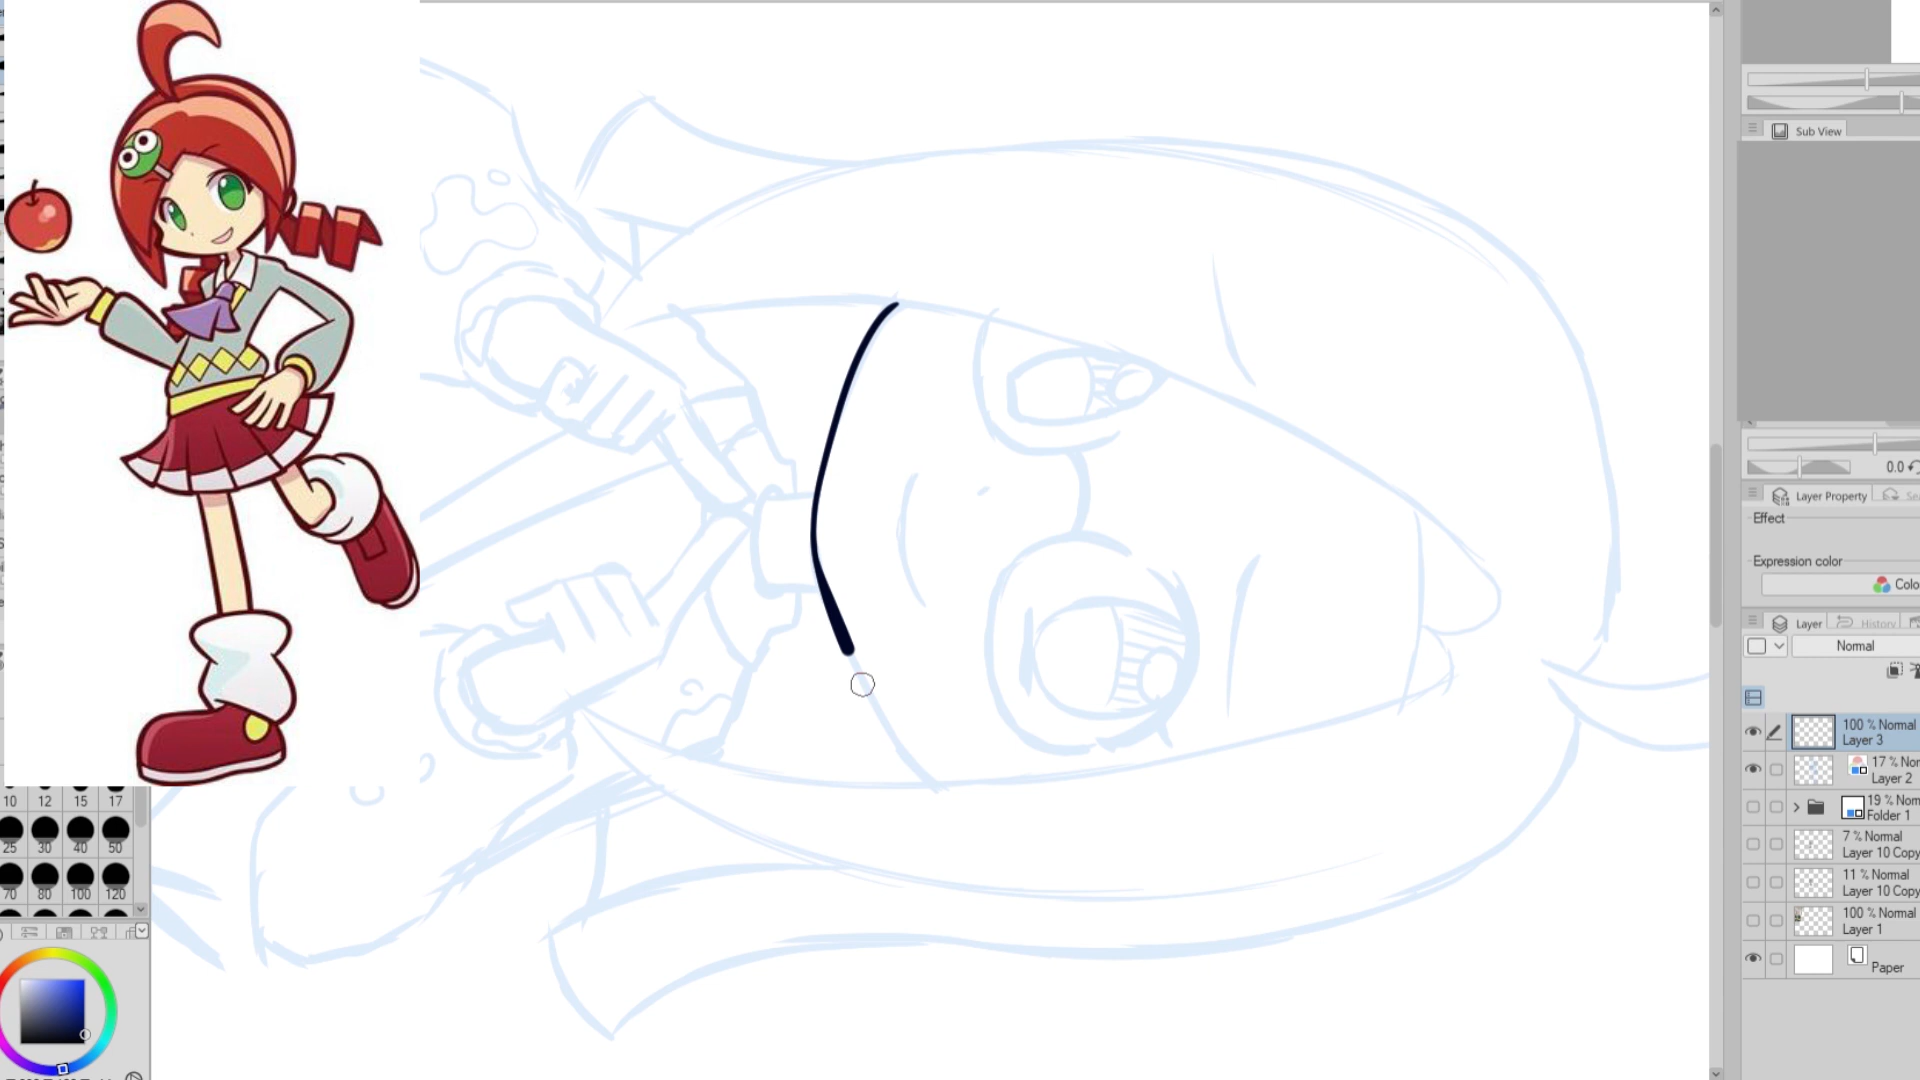 Sub View
0.0
Layer Property
Effect
Expression color
Colo
Layer
History
Normal
100 % Normal
Layer 3
17 % Nor
Layer 2
19 % Nor
Folder 1
7 % Normal
Layer 10 Copy
11 % Normal
Layer 10 Copy
100 % Normal
Layer 1
Paper
10 12 15 17
25 30 40 50
70 80 100 120